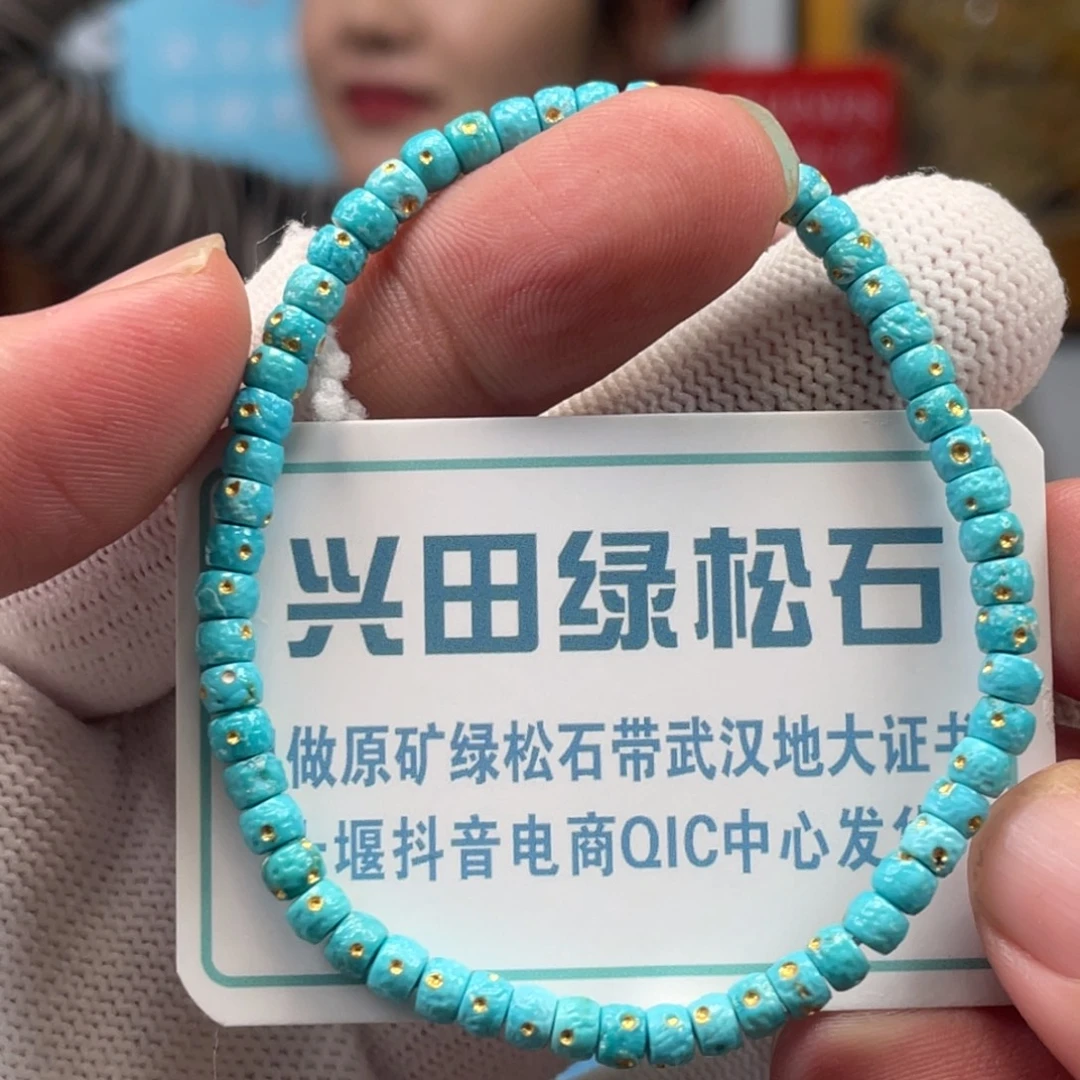 兴田绿松石
做原矿绿松石带武汉地大证书
堰抖音电商QIC中心发